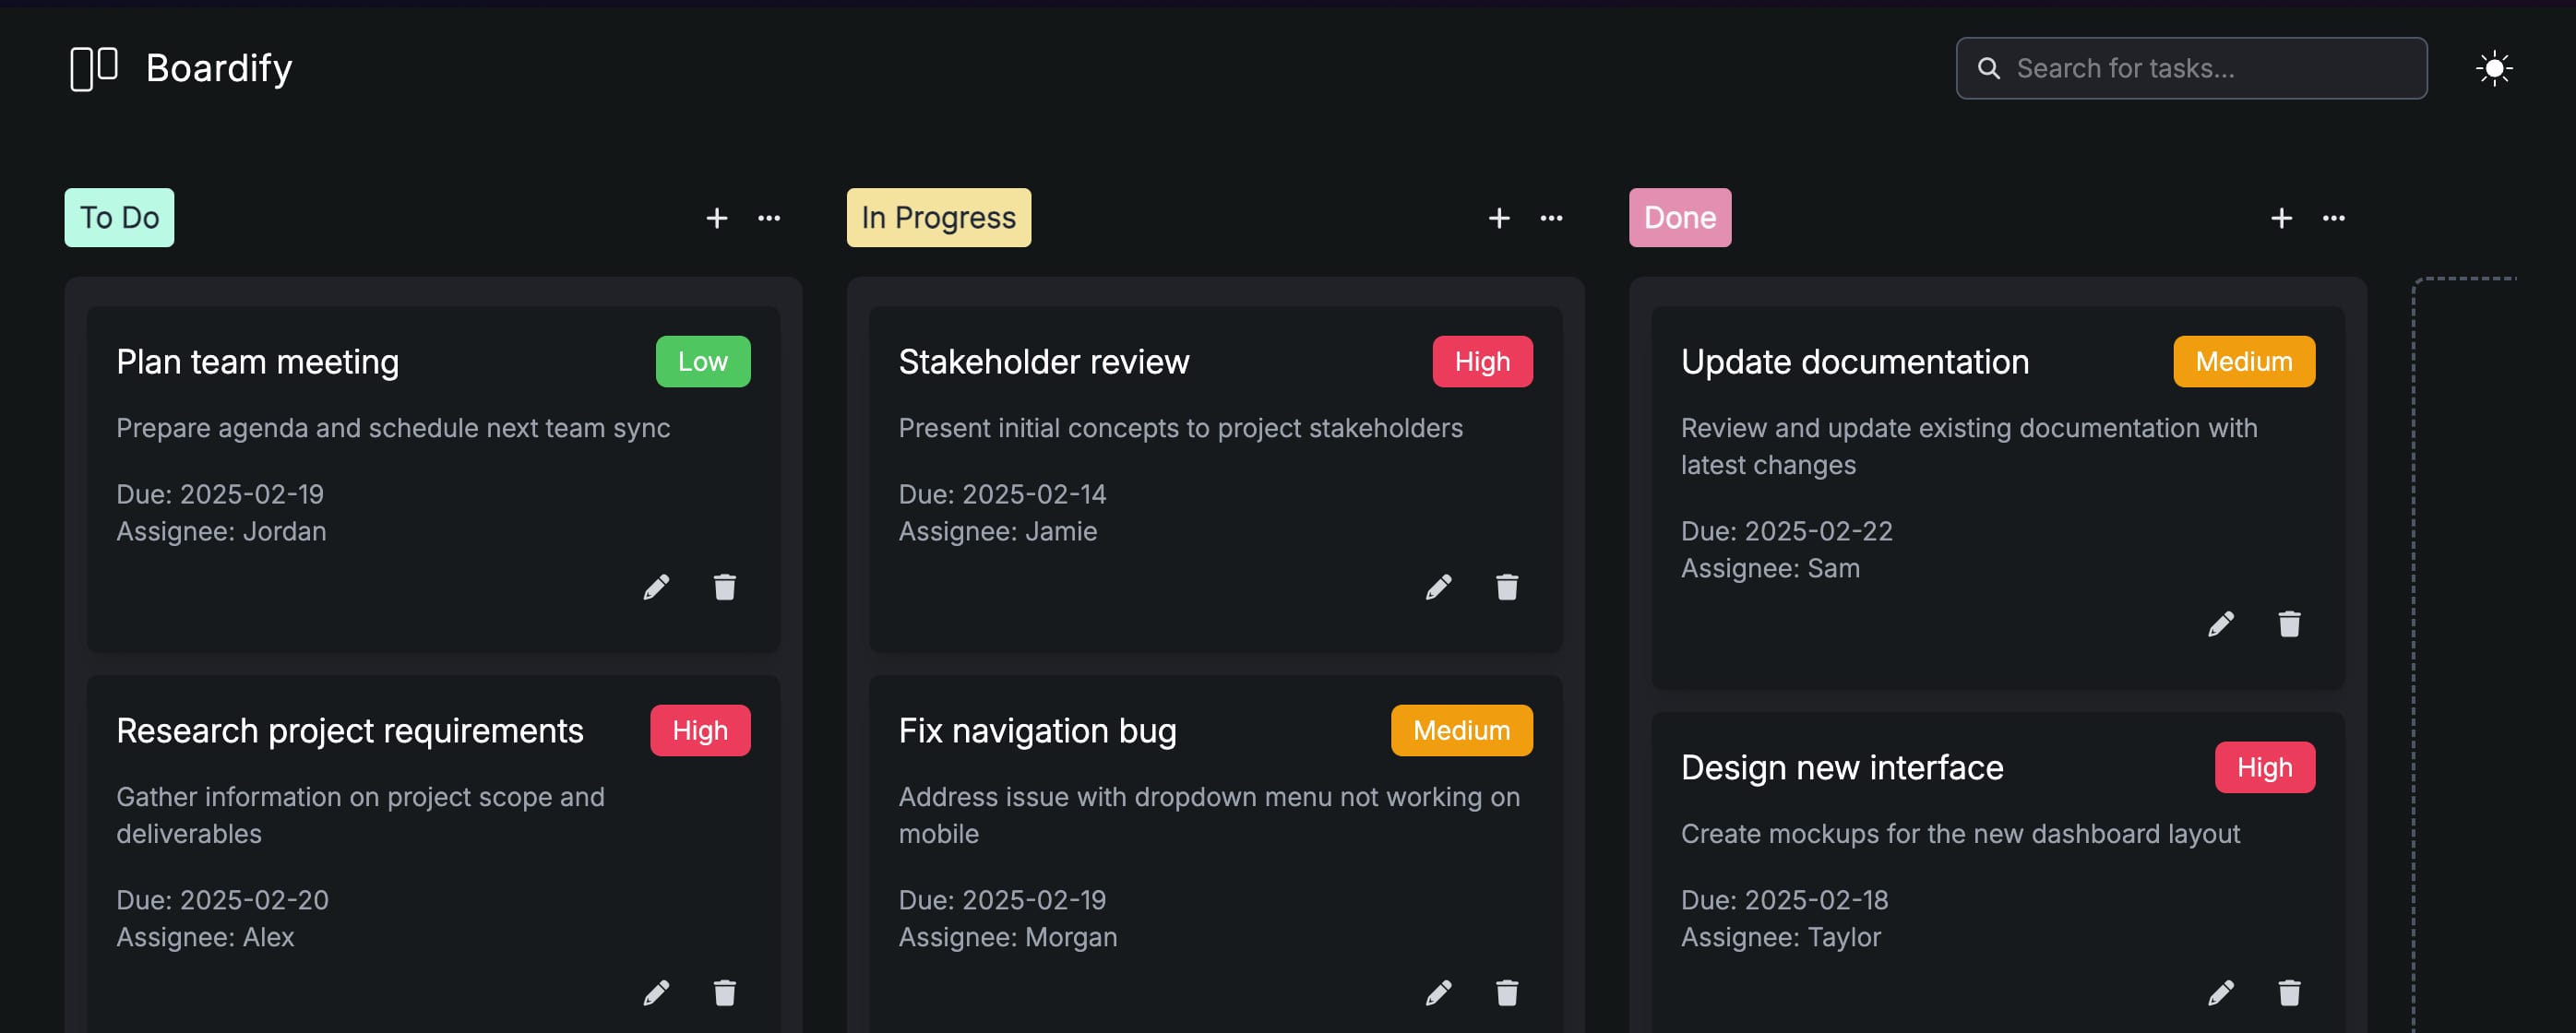 Boardify
Search for tasks...
To Do
Plan team meeting
Low
Prepare agenda and schedule next team sync
Due: 2025-02-19
Assignee: Jordan
Research project requirements
High
Gather information on project scope and
deliverables
Due: 2025-02-20
Assignee: Alex
In Progress
Stakeholder review
High
Present initial concepts to project stakeholders
Due: 2025-02-14
Assignee: Jamie
Fix navigation bug
Medium
Address issue with dropdown menu not working on
mobile
Due: 2025-02-19
Assignee: Morgan
Done
Update documentation
Medium
Review and update existing documentation with
latest changes
Due: 2025-02-22
Assignee: Sam
Design new interface
High
Create mockups for the new dashboard layout
Due: 2025-02-18
Assignee: Taylor